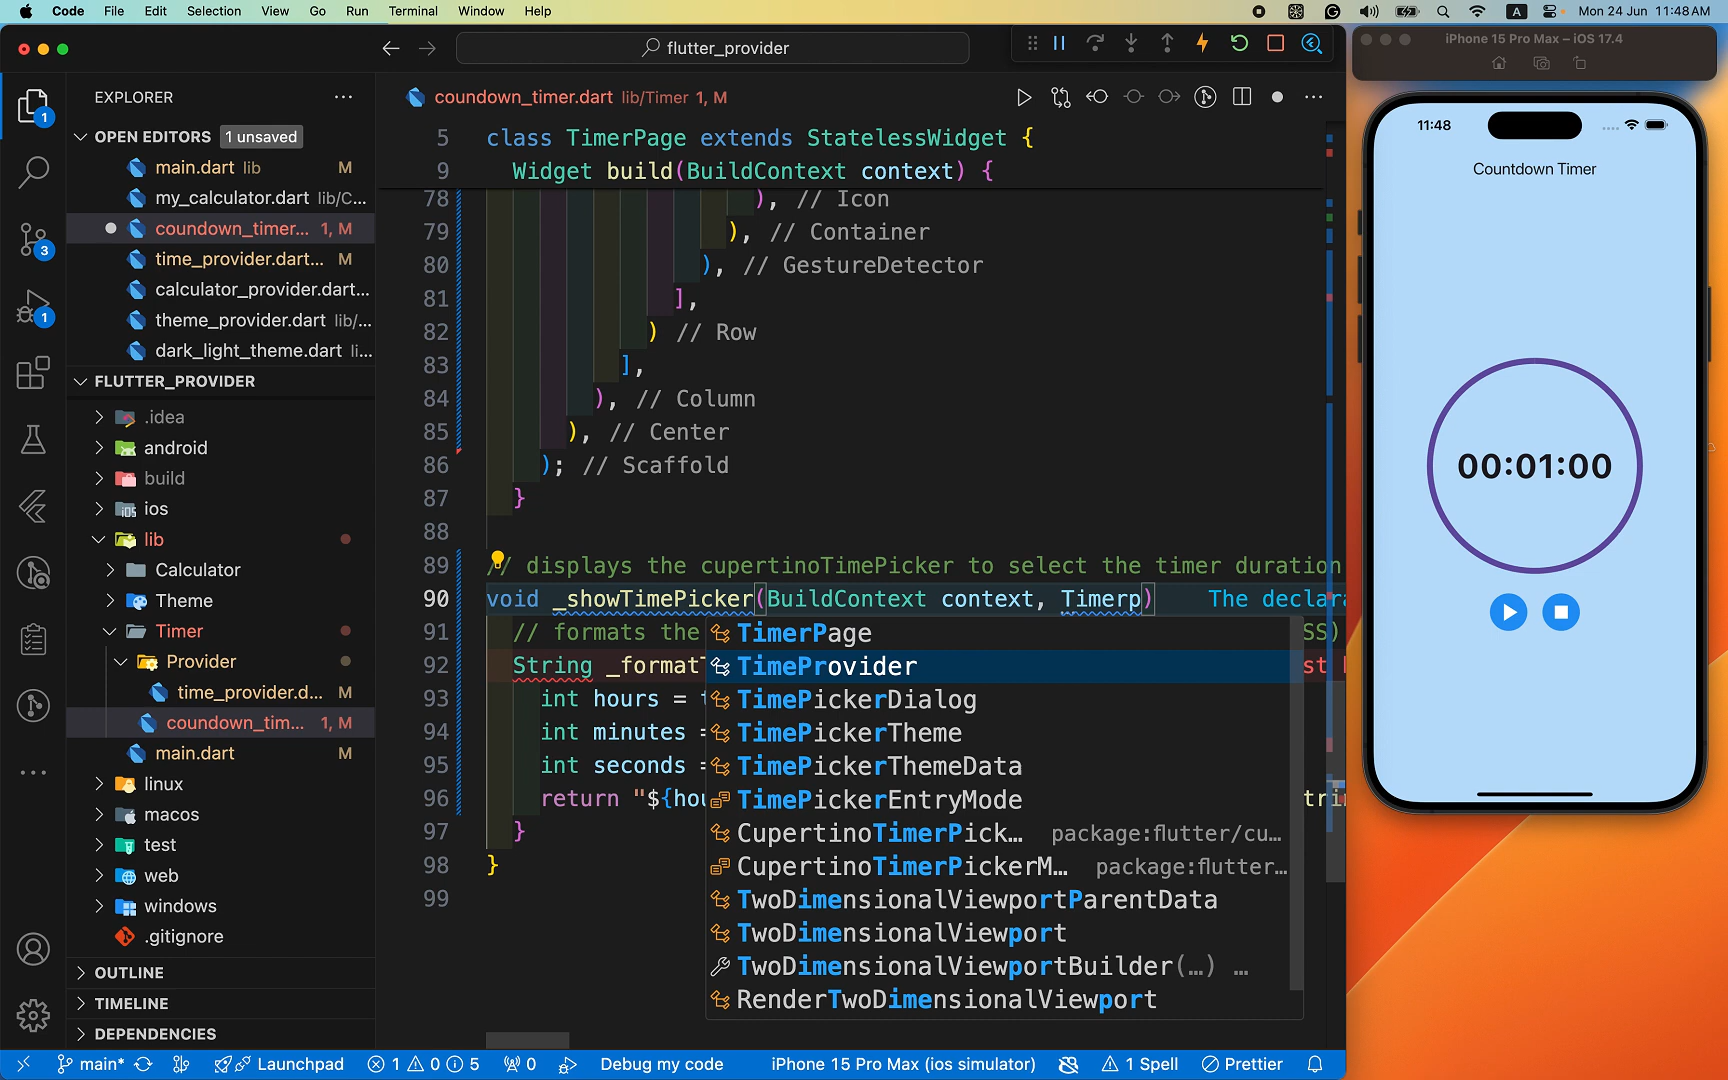 Code File Edit Selection View Go Run Terminal Window Help
A Mon 24 Jun 11:48 AM
flutter_provider
iPhone 15 Pro Max – iOS 17.4
EXPLORER
coundown_timer.dart lib/Timer 1, M
OPEN EDITORS 1 unsaved
main.dart lib M
my_calculator.dart lib/C...
coundown_timer... 1, M
time_provider.dart... M
calculator_provider.dart...
theme_provider.dart lib/...
dark_light_theme.dart li...
FLUTTER_PROVIDER
.idea
android
build
ios
lib
Calculator
Theme
Timer
Provider
time_provider.d... M
coundown_tim... 1, M
main.dart M
linux
macos
test
web
windows
.gitignore
OUTLINE
TIMELINE
DEPENDENCIES
1
3
1
5 class TimerPage extends StatelessWidget {
9 Widget build(BuildContext context) {
78 ), // Icon
79 ), // Container
80 ), // GestureDetector
81 ],
82 ) // Row
83 ],
84 ), // Column
85 ), // Center
86 ); // Scaffold
87 }
88
89 // displays the cupertinoTimePicker to select the timer duration
90 void _showTimePicker(BuildContext context, Timerp) The declara
91 // formats the SS)
92 String _format st
93 int hours =
94 int minutes =
95 int seconds =
96 return "${hou trin
97 }
98 }
99
TimerPage
TimeProvider
TimePickerDialog
TimePickerTheme
TimePickerThemeData
TimePickerEntryMode
CupertinoTimerPick... package:flutter/cu...
CupertinoTimerPickerM... package:flutter...
TwoDimensionalViewportParentData
TwoDimensionalViewport
TwoDimensionalViewportBuilder(…) …
RenderTwoDimensionalViewport
11:48
Countdown Timer
00:01:00
main* Launchpad 1 0 5 0 Debug my code iPhone 15 Pro Max (ios simulator) 1 Spell Prettier